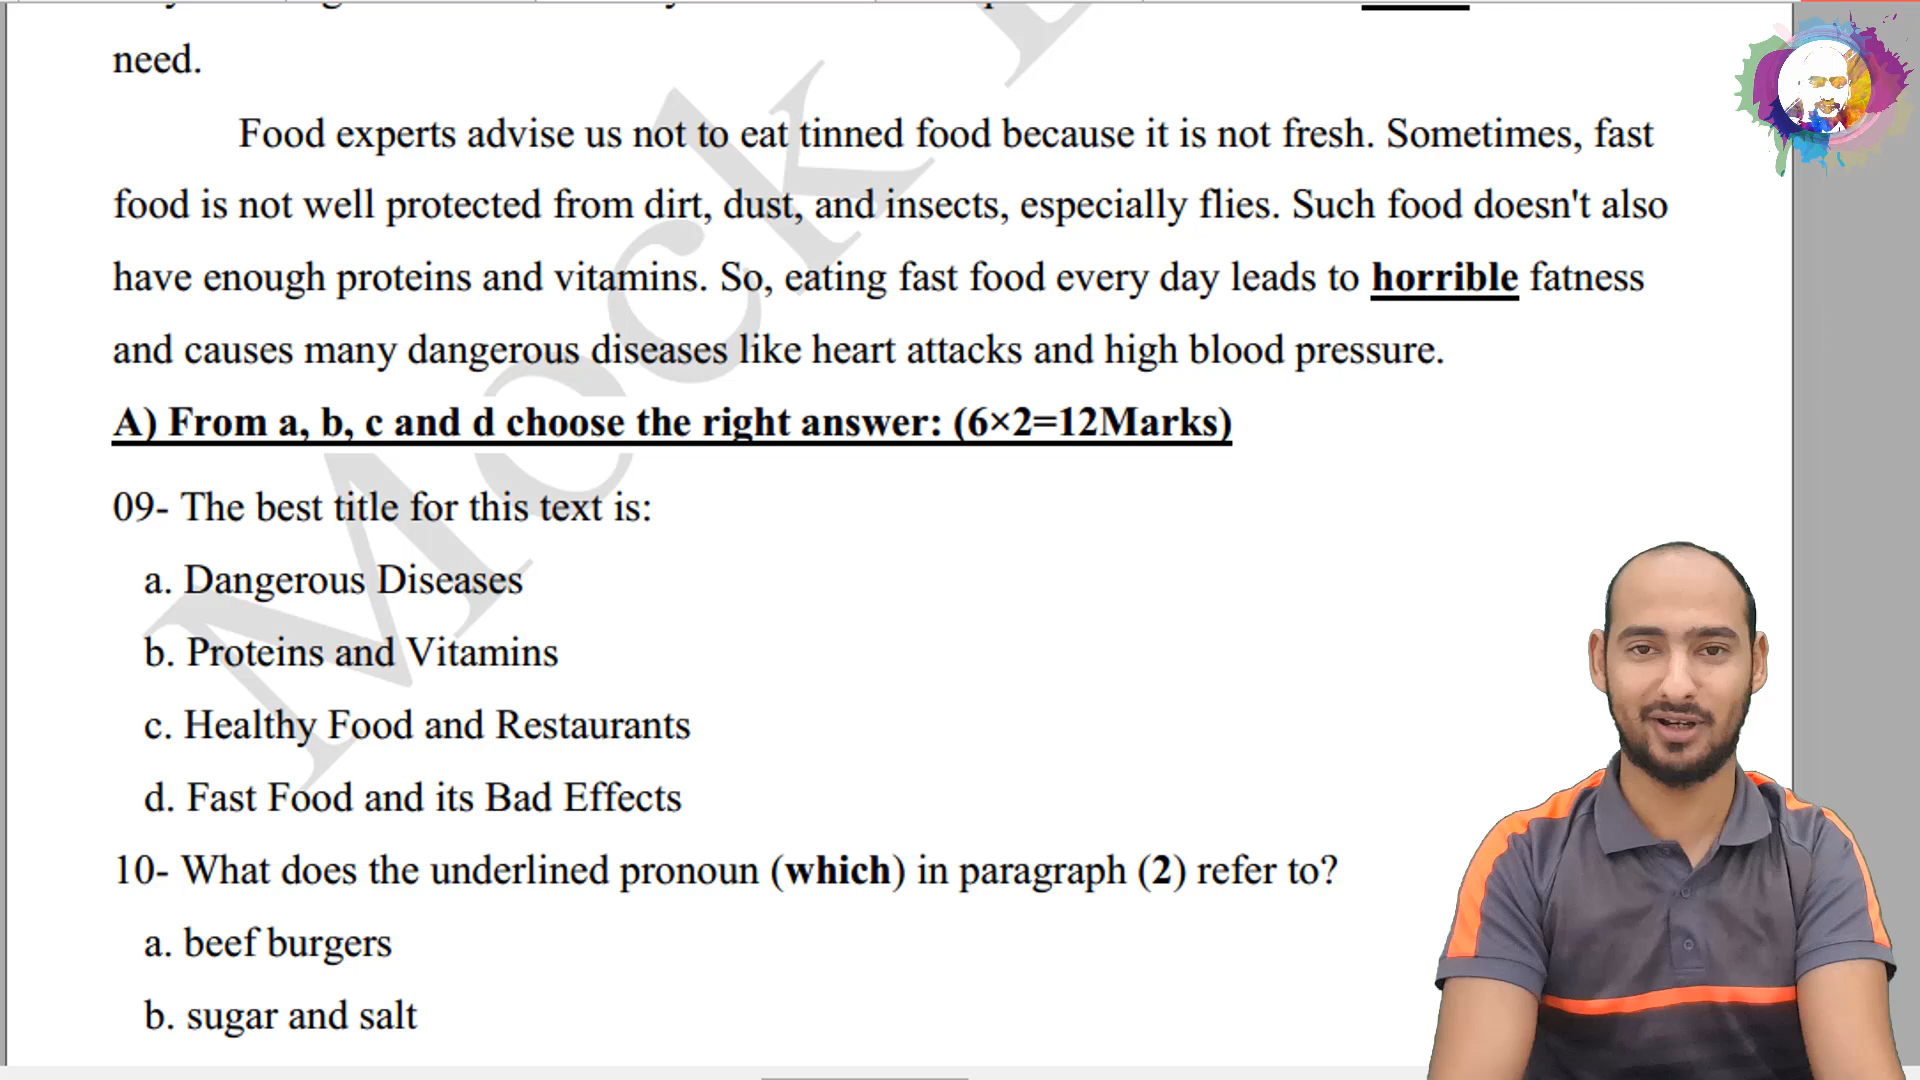 need.
Food experts advise us not to eat tinned food because it is not fresh. Sometimes, fast
food is not well protected from dirt, dust, and insects, especially flies. Such food doesn't also
have enough proteins and vitamins. So, eating fast food every day leads to horrible fatness
and causes many dangerous diseases like heart attacks and high blood pressure.
A) From a, b, c and d choose the right answer: (6×2=12Marks)
09- The best title for this text is:
a. Dangerous Diseases
b. Proteins and Vitamins
c. Healthy Food and Restaurants
d. Fast Food and its Bad Effects
10- What does the underlined pronoun (which) in paragraph (2) refer to?
a. beef burgers
b. sugar and salt
Mock